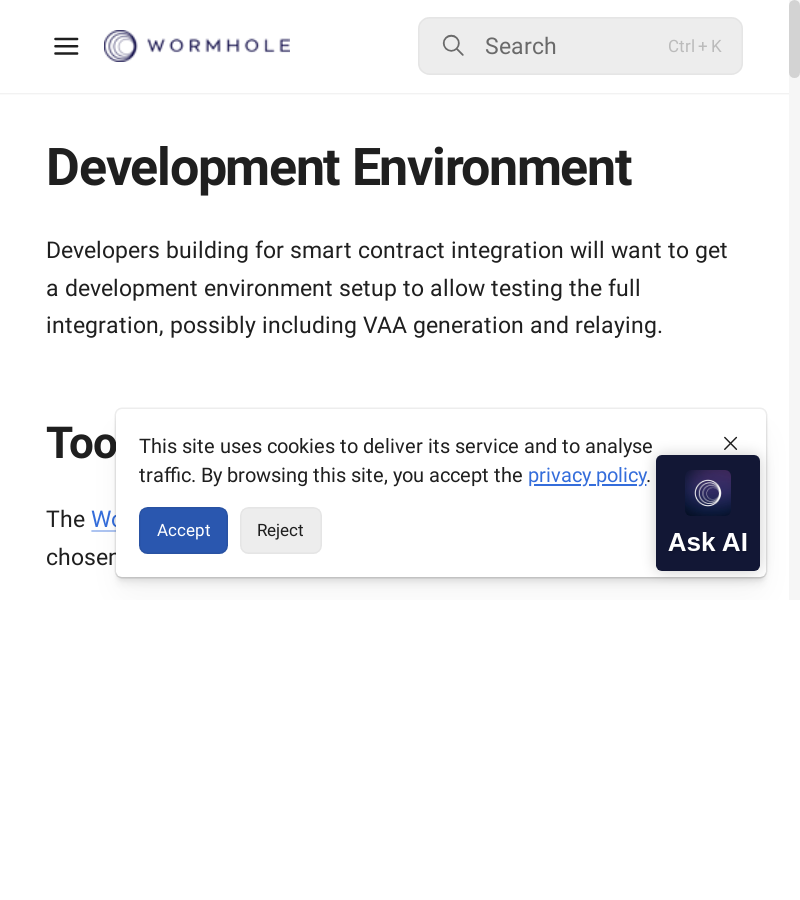 WORMHOLE
Search
Ctrl + K
Development Environment
Developers building for smart contract integration will want to get
a development environment setup to allow testing the full
integration, possibly including VAA generation and relaying.
Too
This site uses cookies to deliver its service and to analyse
traffic. By browsing this site, you accept the privacy policy.
The Wo
chosen
Accept
Reject
Ask AI